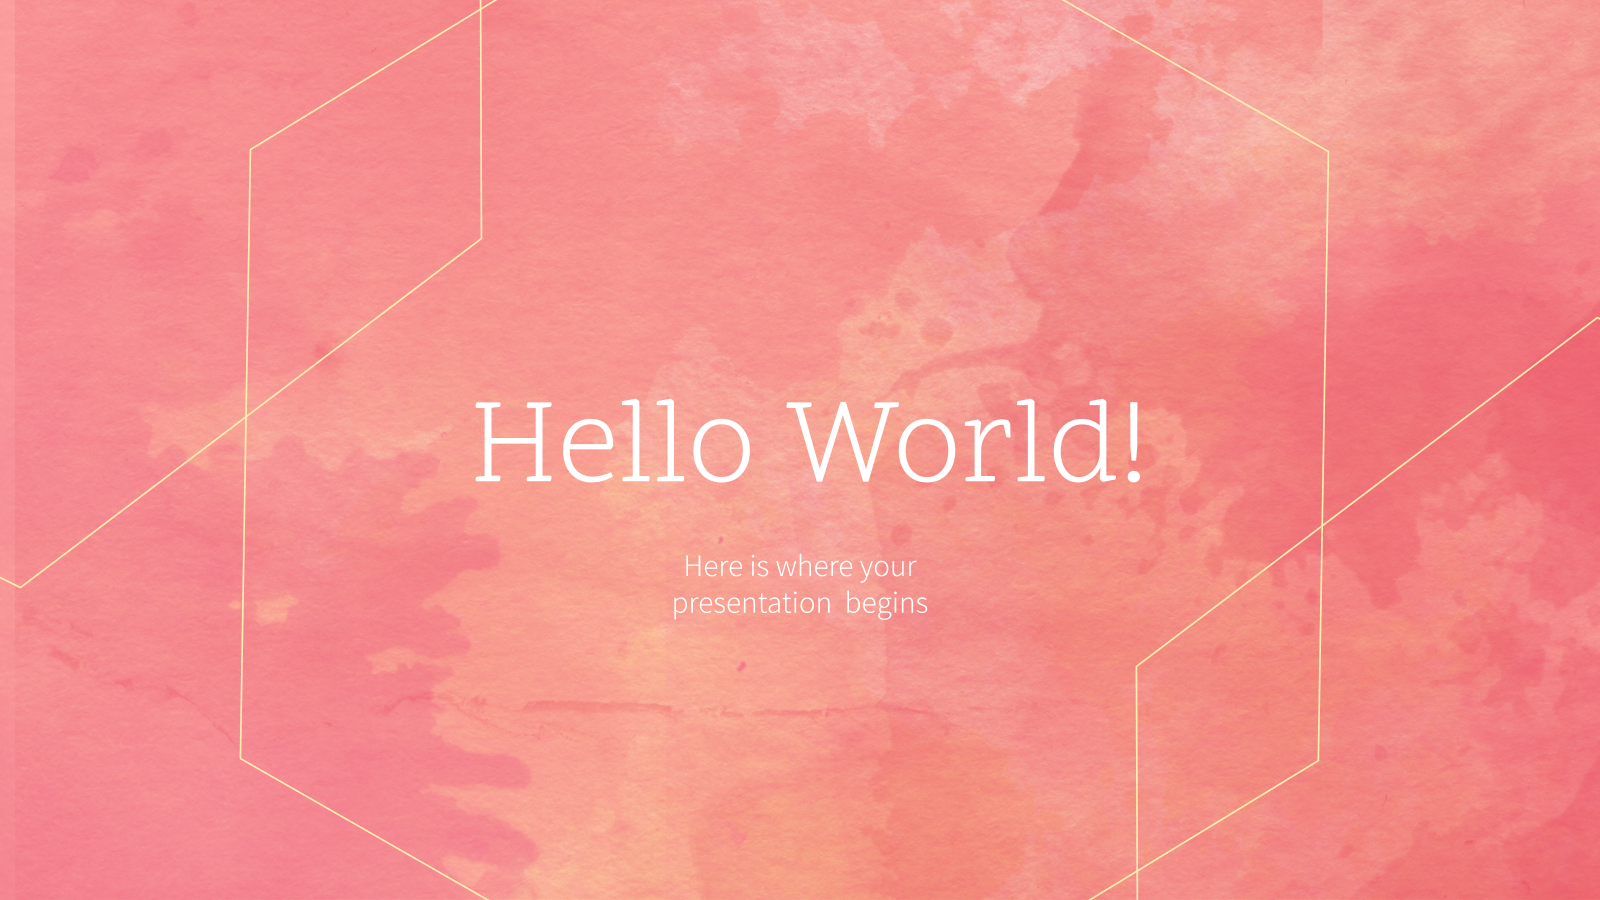 Hello World!
Here is where your
presentation  begins